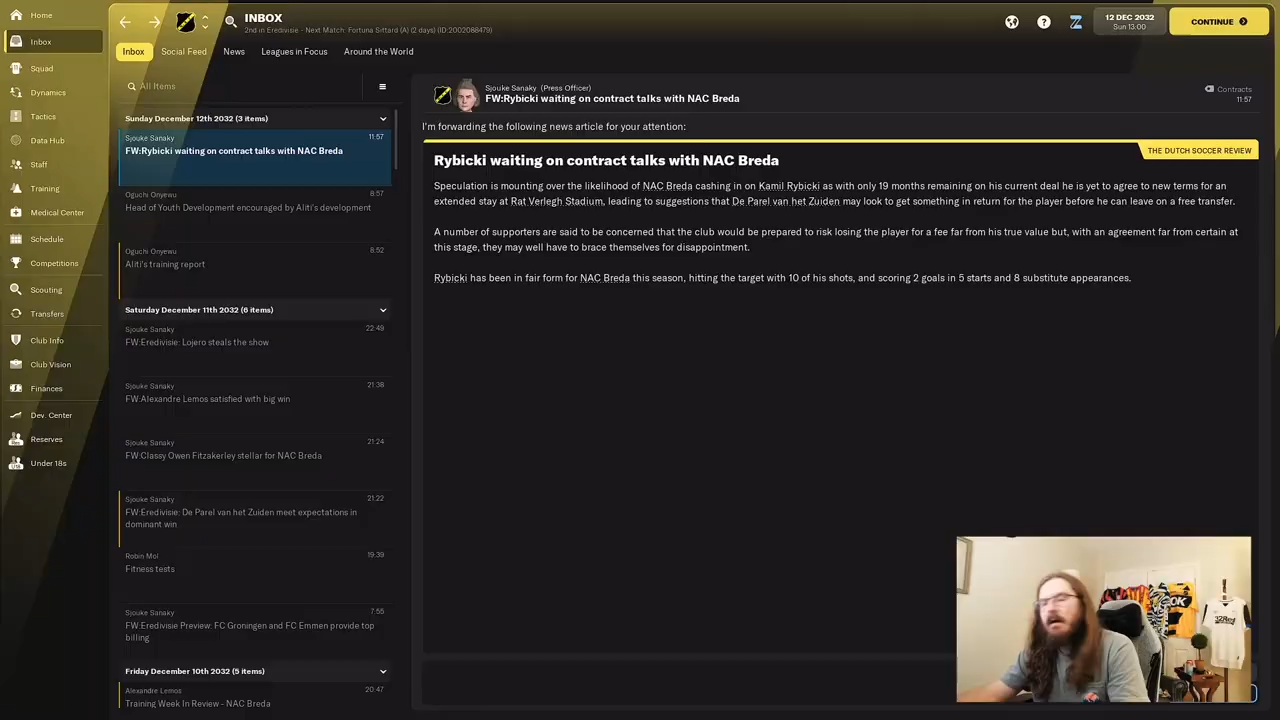 Home
Inbox
Squad
Dynamics
Tactics
Data Hub
Staff
Training
Medical Center
Schedule
Competitions
Scouting
Transfers
Club Info
Club Vision
Finances
Dev. Center
Reserves
Under 18s
INBOX
2nd in Eredivisie - Next Match: Fortuna Sittard (A) (2 days) (ID:2002088479)
12 DEC 2032
Sun 13:00
CONTINUE
Inbox
Social Feed
News
Leagues in Focus
Around the World
All Items
Sunday December 12th 2032 (3 items)
Sjouke Sanaky
11:57
FW:Rybicki waiting on contract talks with NAC Breda
Oguchi Onyewu
8:57
Head of Youth Development encouraged by Aliti's development
Oguchi Onyewu
8:52
Aliti's training report
Saturday December 11th 2032 (6 items)
Sjouke Sanaky
22:49
FW:Eredivisie: Lojero steals the show
Sjouke Sanaky
21:38
FW:Alexandre Lemos satisfied with big win
Sjouke Sanaky
21:24
FW:Classy Owen Fitzakerley stellar for NAC Breda
Sjouke Sanaky
21:22
FW:Eredivisie: De Parel van het Zuiden meet expectations in
dominant win
Robin Mol
19:39
Fitness tests
Sjouke Sanaky
7:55
FW:Eredivisie Preview: FC Groningen and FC Emmen provide top
billing
Friday December 10th 2032 (5 items)
Alexandre Lemos
20:47
Training Week In Review - NAC Breda
Sjouke Sanaky (Press Officer)
FW:Rybicki waiting on contract talks with NAC Breda
Contracts
11:57
I'm forwarding the following news article for your attention:
THE DUTCH SOCCER REVIEW
Rybicki waiting on contract talks with NAC Breda
Speculation is mounting over the likelihood of NAC Breda cashing in on Kamil Rybicki as with only 19 months remaining on his current deal he is yet to agree to new terms for an
extended stay at Rat Verlegh Stadium, leading to suggestions that De Parel van het Zuiden may look to get something in return for the player before he can leave on a free transfer.
A number of supporters are said to be concerned that the club would be prepared to risk losing the player for a fee far from his true value but, with an agreement far from certain at
this stage, they may well have to brace themselves for disappointment.
Rybicki has been in fair form for NAC Breda this season, hitting the target with 10 of his shots, and scoring 2 goals in 5 starts and 8 substitute appearances.